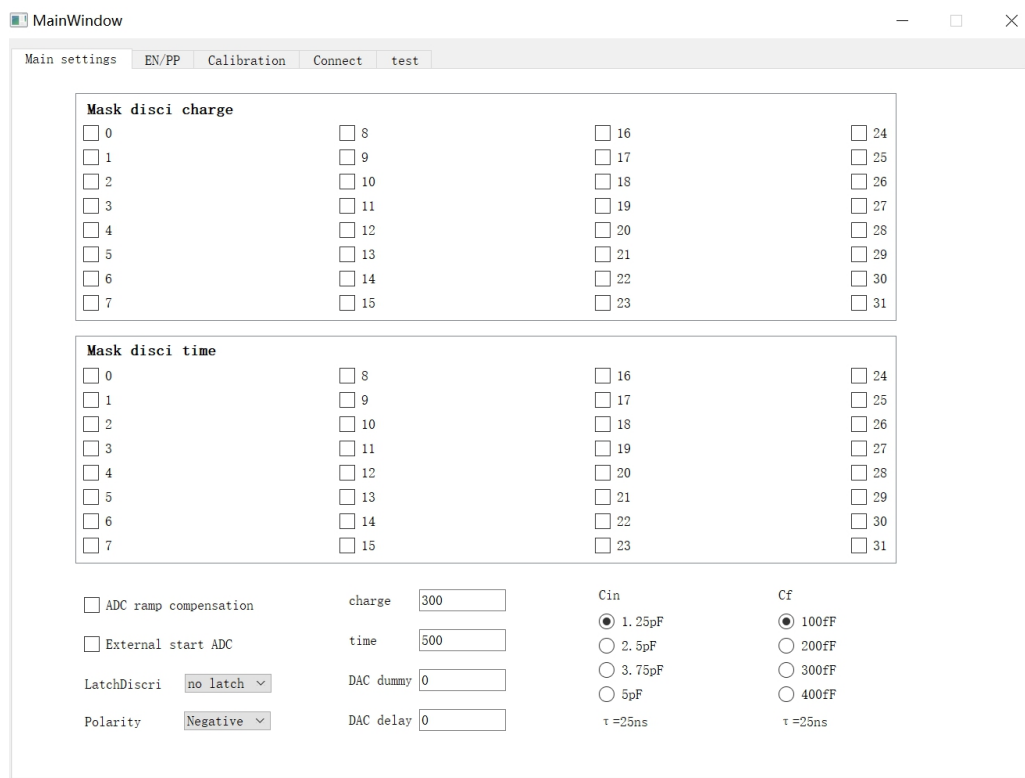 MainWindow
Main settings EN/PP Calibration Connect test
Mask disci charge
0 8 16 24
1 9 17 25
2 10 18 26
3 11 19 27
4 12 20 28
5 13 21 29
6 14 22 30
7 15 23 31
Mask disci time
0 8 16 24
1 9 17 25
2 10 18 26
3 11 19 27
4 12 20 28
5 13 21 29
6 14 22 30
7 15 23 31
ADC ramp compensation
External start ADC
LatchDiscri no latch
Polarity Negative
charge 300
time 500
DAC dummy 0
DAC delay 0
Cin
1.25pF
2.5pF
3.75pF
5pF
τ=25ns
Cf
100fF
200fF
300fF
400fF
τ=25ns